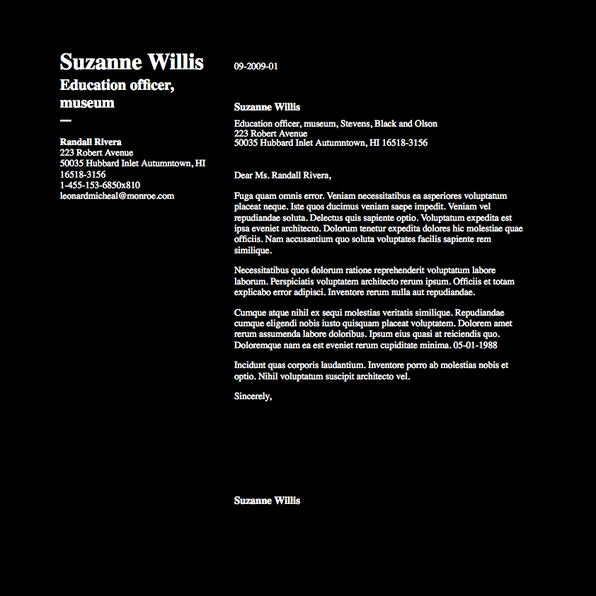 Suzanne Willis
Education officer,
museum
—
Randall Rivera
223 Robert Avenue
50035 Hubbard Inlet Autumntown, HI
16518-3156
1-455-153-6850x810
leonardmicheal@monroe.com
09-2009-01
Suzanne Willis
Education officer, museum, Stevens, Black and Olson
223 Robert Avenue
50035 Hubbard Inlet Autumntown, HI 16518-3156
Dear Ms. Randall Rivera,
Fuga quam omnis error. Veniam necessitatibus ea asperiores voluptatum
placeat neque. Iste quos ducimus veniam saepe impedit. Veniam vel
repudiandae soluta. Delectus quis sapiente optio. Voluptatum expedita est
ipsa eveniet architecto. Dolorum tenetur expedita dolores hic molestiae quae
officiis. Nam accusantium quo soluta voluptates facilis sapiente rem
similique.
Necessitatibus quos dolorum ratione reprehenderit voluptatum labore
laborum. Perspiciatis voluptatem architecto rerum ipsum. Officiis et totam
explicabo error adipisci. Inventore rerum nulla aut repudiandae.
Cumque atque nihil ex sequi molestias veritatis similique. Repudiandae
cumque eligendi nobis iusto quisquam placeat voluptatem. Dolorem amet
rerum assumenda labore doloribus. Ipsum eius quasi at reiciendis quo.
Doloremque nam ea est eveniet rerum cupiditate minima. 05-01-1988
Incidunt quas corporis laudantium. Inventore porro ab molestias nobis et
optio. Nihil voluptatum suscipit architecto vel.
Sincerely,
Suzanne Willis